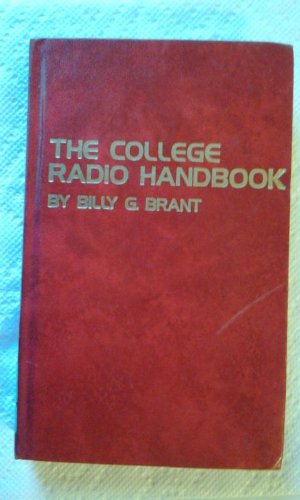 THE COLLEGE
RADIO HANDBOOK
BY BILLY G. BRANT